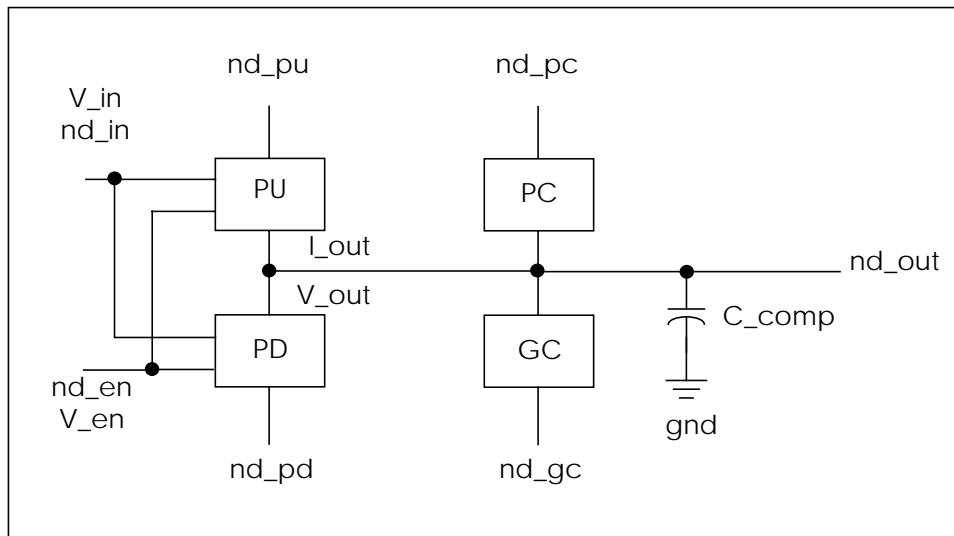 nd_pu
nd_pc
V_in
nd_in
PU
PC
I_out
nd_out
V_out
C_comp
PD
GC
nd_en
V_en
gnd
nd_pd
nd_gc